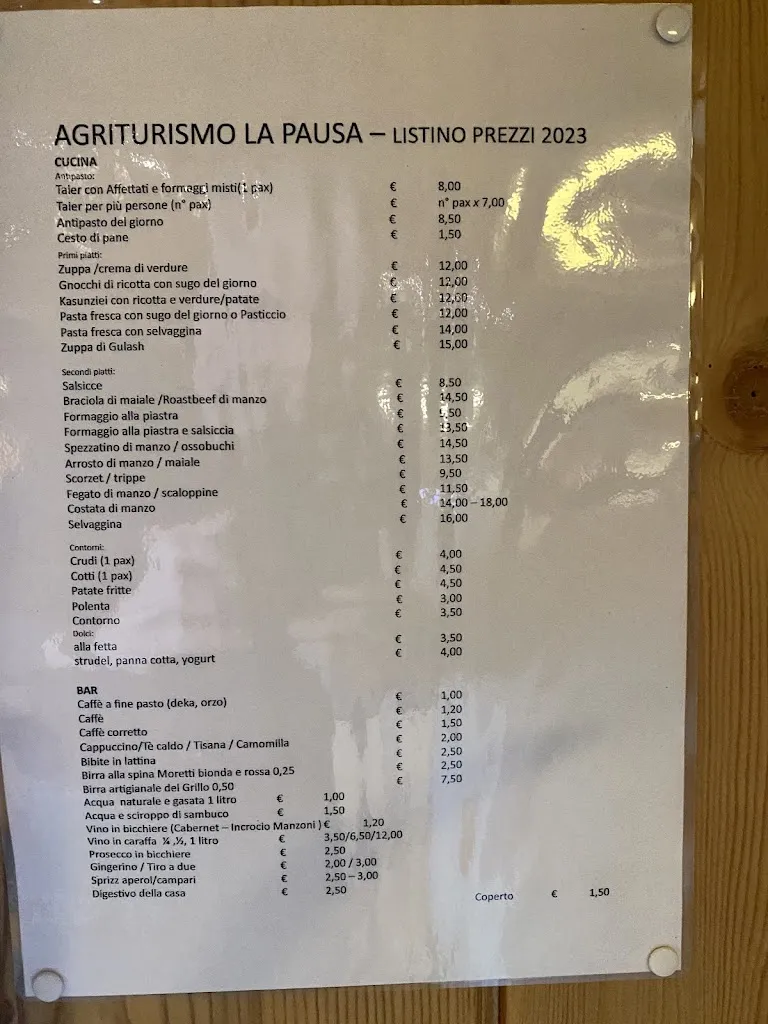 AGRITURISMO LA PAUSA – LISTINO PREZZI 2023
CUCINA
Antipasto:
Taier con Affettati e formaggi misti(1 pax) € 8,00
Taier per più persone (n° pax) € n° pax x 7,00
Antipasto del giorno € 8,50
Cesto di pane € 1,50
Primi piatti:
Zuppa /crema di verdure € 12,00
Gnocchi di ricotta con sugo del giorno € 12,00
Kasunziei con ricotta e verdure/patate € 12,00
Pasta fresca con sugo del giorno o Pasticcio € 12,00
Pasta fresca con selvaggina € 14,00
Zuppa di Gulash € 15,00
Secondi piatti:
Salsicce € 8,50
Braciola di maiale /Roastbeef di manzo € 14,50
Formaggio alla piastra €
Formaggio alla piastra e salsiccia € 13,50
Spezzatino di manzo / ossobuchi € 14,50
Arrosto di manzo / maiale € 13,50
Scorzet / trippe € 9,50
Fegato di manzo / scaloppine € 11,50
Costata di manzo € 14,00 – 18,00
Selvaggina € 16,00
Contorni:
Crudi (1 pax) € 4,00
Cotti (1 pax) € 4,50
Patate fritte € 4,50
Polenta € 3,00
Contorno € 3,50
Dolci:
alla fetta € 3,50
strudel, panna cotta, yogurt € 4,00
BAR
Caffè a fine pasto (deka, orzo) € 1,00
Caffè € 1,20
Caffè corretto € 1,50
Cappuccino/Tè caldo / Tisana / Camomilla € 2,00
Bibite in lattina € 2,50
Birra alla spina Moretti bionda e rossa 0,25 € 2,50
Birra artigianale del Grillo 0,50 € 7,50
Acqua naturale e gasata 1 litro € 1,00
Acqua e sciroppo di sambuco € 1,50
Vino in bicchiere (Cabernet – Incrocio Manzoni ) € 1,20
Vino in caraffa ¼ ,½, 1 litro € 3,50/6,50/12,00
Prosecco in bicchiere € 2,50
Gingerino / Tiro a due € 2,00 / 3,00
Sprizz aperol/campari € 2,50 – 3,00
Digestivo della casa € 2,50
Coperto € 1,50